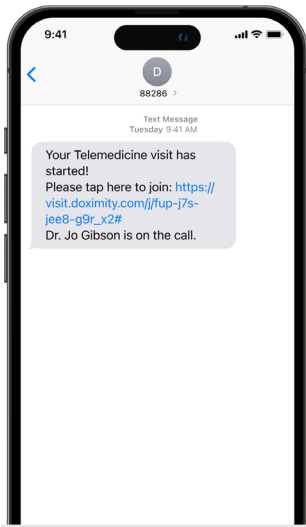 9:41
D
88286 >
Text Message
Tuesday 9:41 AM
Your Telemedicine visit has
started!
Please tap here to join: https://
visit.doximity.com/j/fup-j7s-
jee8-g9r_x2#
Dr. Jo Gibson is on the call.